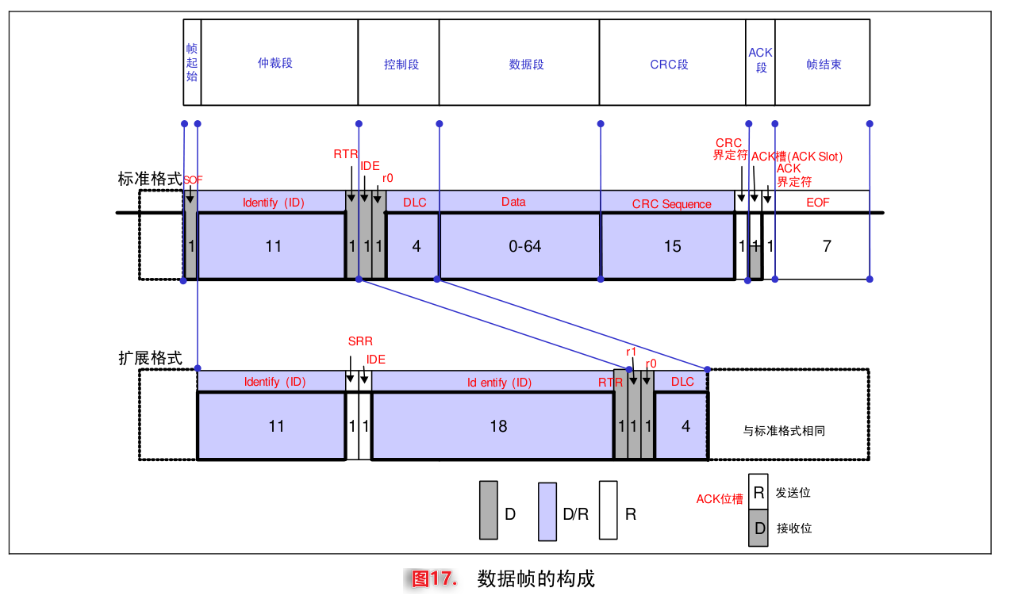 帧起始
仲裁段
控制段
数据段
CRC段
ACK段
帧结束
标准格式
SOF
RTR
IDE
r0
CRC
界定符
ACK槽(ACK Slot)
ACK
界定符
Identify (ID)
DLC
Data
CRC Sequence
EOF
1
11
1
1
1
4
0-64
15
1
1
1
7
扩展格式
SRR
IDE
r1
r0
Identify (ID)
Id entify (ID)
RTR
DLC
11
1
1
18
1
1
1
4
与标准格式相同
D
D/R
R
ACK位槽
R
发送位
D
接收位
图17. 数据帧的构成